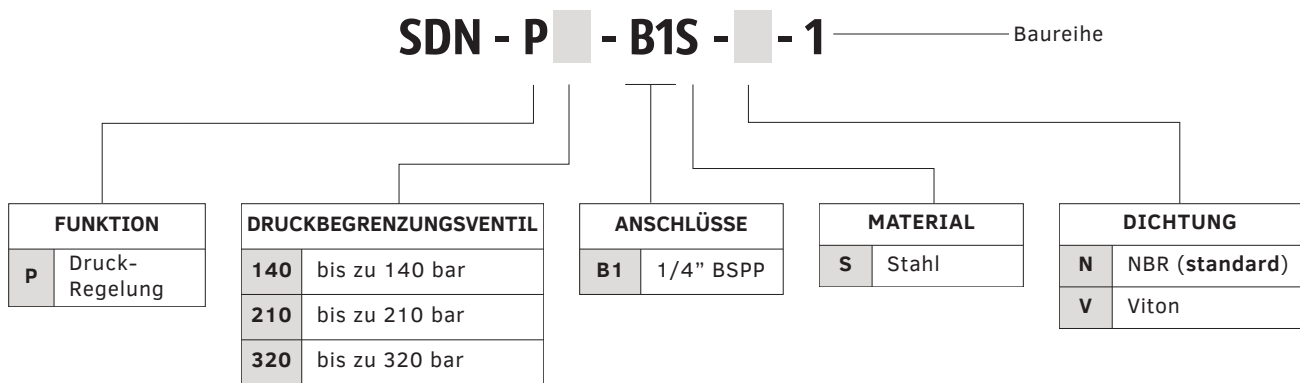 SDN - P - B1S - - 1 Baureihe
FUNKTION
P Druck-
Regelung
DRUCKBEGRENZUNGSVENTIL
140 bis zu 140 bar
210 bis zu 210 bar
320 bis zu 320 bar
ANSCHLÜSSE
B1 1/4” BSPP
MATERIAL
S Stahl
DICHTUNG
N NBR (standard)
V Viton